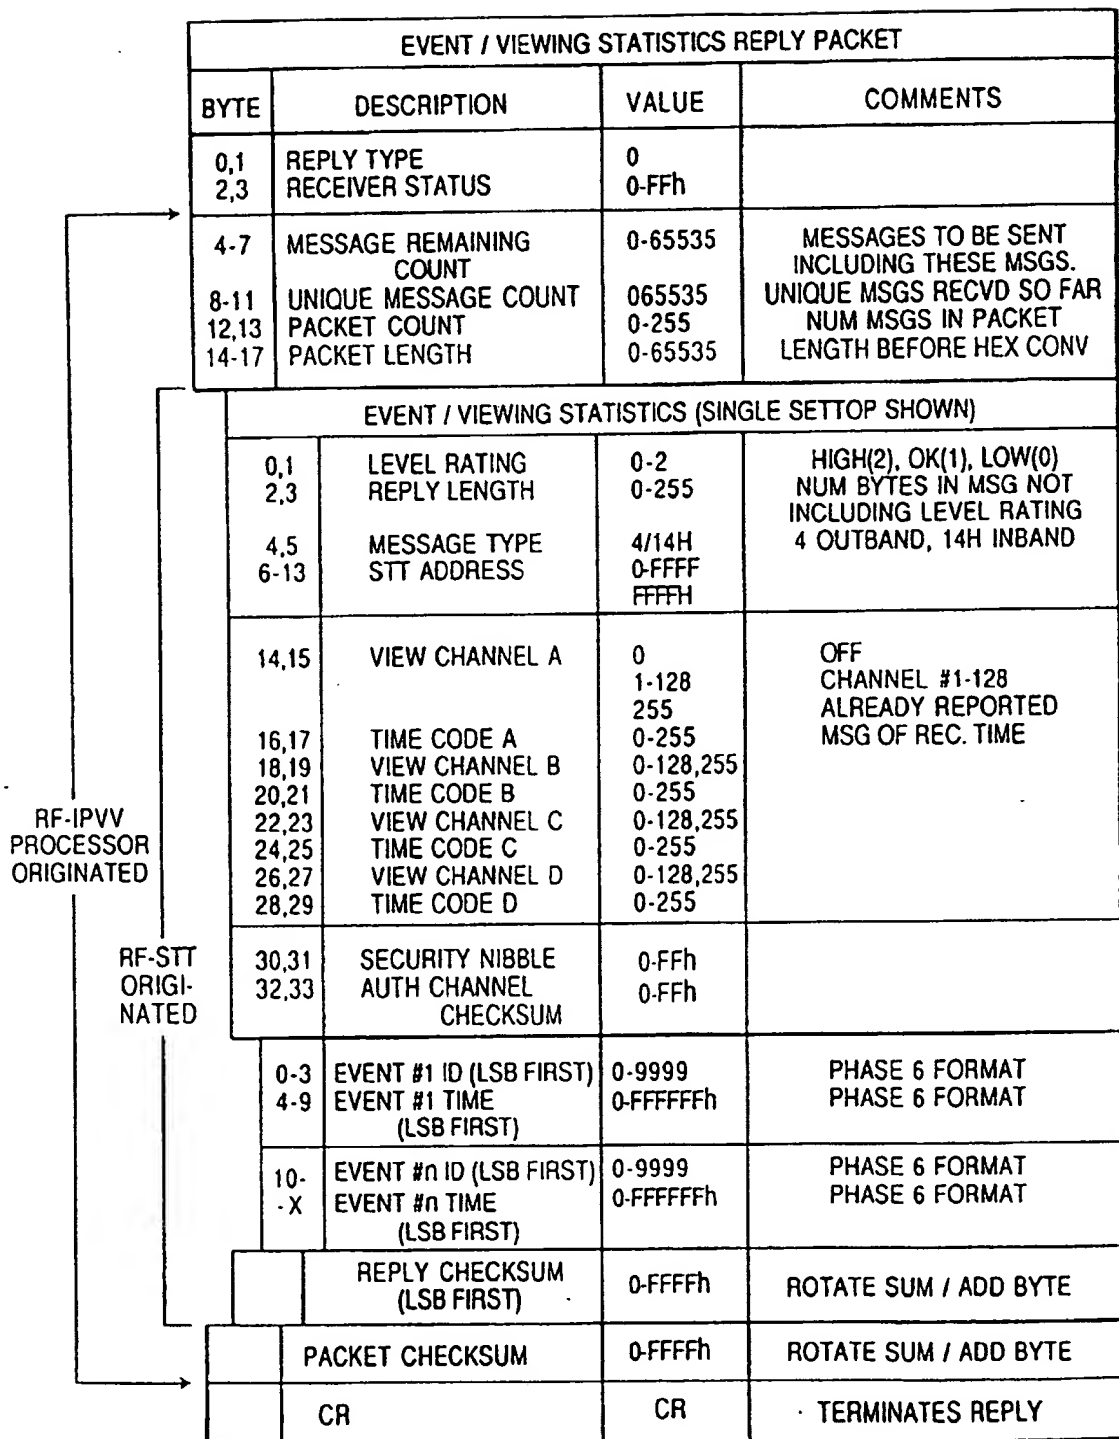 EVENT / VIEWING STATISTICS REPLY PACKET
BYTE DESCRIPTION VALUE COMMENTS
0,1 REPLY TYPE 0
2,3 RECEIVER STATUS 0-FFh
4-7 MESSAGE REMAINING COUNT 0-65535 MESSAGES TO BE SENT INCLUDING THESE MSGS.
8-11 UNIQUE MESSAGE COUNT 065535 UNIQUE MSGS RECVD SO FAR
12,13 PACKET COUNT 0-255 NUM MSGS IN PACKET
14-17 PACKET LENGTH 0-65535 LENGTH BEFORE HEX CONV
EVENT / VIEWING STATISTICS (SINGLE SETTOP SHOWN)
0,1 LEVEL RATING 0-2 HIGH(2), OK(1), LOW(0)
2,3 REPLY LENGTH 0-255 NUM BYTES IN MSG NOT
INCLUDING LEVEL RATING
4,5 MESSAGE TYPE 4/14H 4 OUTBAND, 14H INBAND
6-13 STT ADDRESS 0-FFFF
FFFFH
14,15 VIEW CHANNEL A 0 OFF
1-128 CHANNEL #1-128
255 ALREADY REPORTED
16,17 TIME CODE A 0-255 MSG OF REC. TIME
18,19 VIEW CHANNEL B 0-128,255
20,21 TIME CODE B 0-255
22,23 VIEW CHANNEL C 0-128,255
24,25 TIME CODE C 0-255
26,27 VIEW CHANNEL D 0-128,255
28,29 TIME CODE D 0-255
RF-IPVV
PROCESSOR
ORIGINATED
RF-STT
ORIGI-
NATED
30,31 SECURITY NIBBLE 0-FFh
32,33 AUTH CHANNEL 0-FFh
CHECKSUM
0-3 EVENT #1 ID (LSB FIRST) 0-9999 PHASE 6 FORMAT
4-9 EVENT #1 TIME 0-FFFFFFh PHASE 6 FORMAT
(LSB FIRST)
10- EVENT #n ID (LSB FIRST) 0-9999 PHASE 6 FORMAT
- X EVENT #n TIME 0-FFFFFFh PHASE 6 FORMAT
(LSB FIRST)
REPLY CHECKSUM 0-FFFFh ROTATE SUM / ADD BYTE
(LSB FIRST)
PACKET CHECKSUM 0-FFFFh ROTATE SUM / ADD BYTE
CR CR TERMINATES REPLY